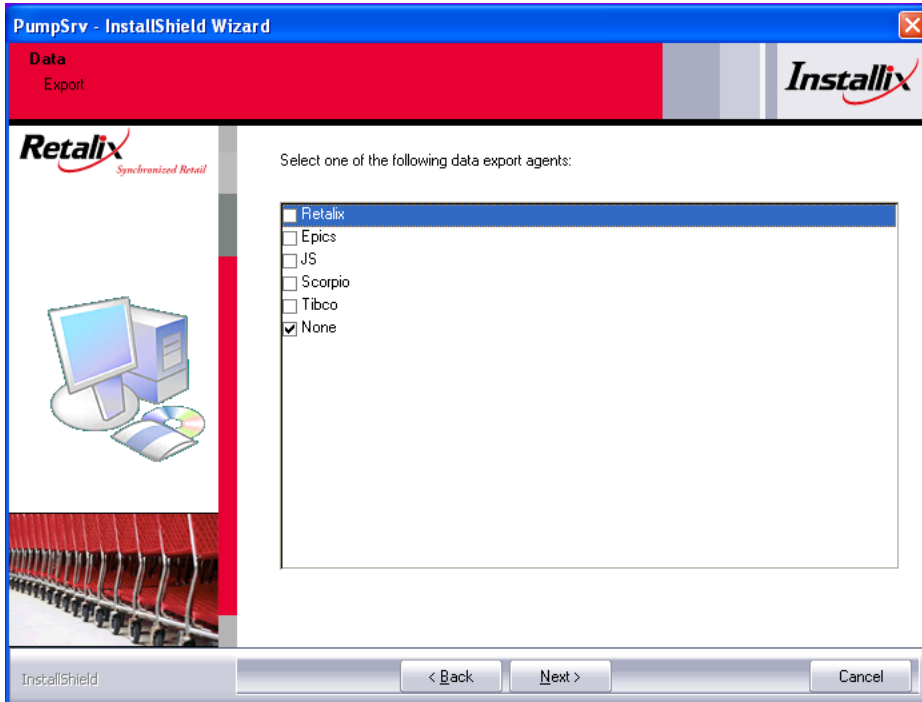 PumpSrv - InstallShield Wizard
Data
Export
Installix
Retalix
Synchronized Retail
Select one of the following data export agents:
Retalix
Epics
JS
Scorpio
Tibco
None
InstallShield
< Back
Next >
Cancel